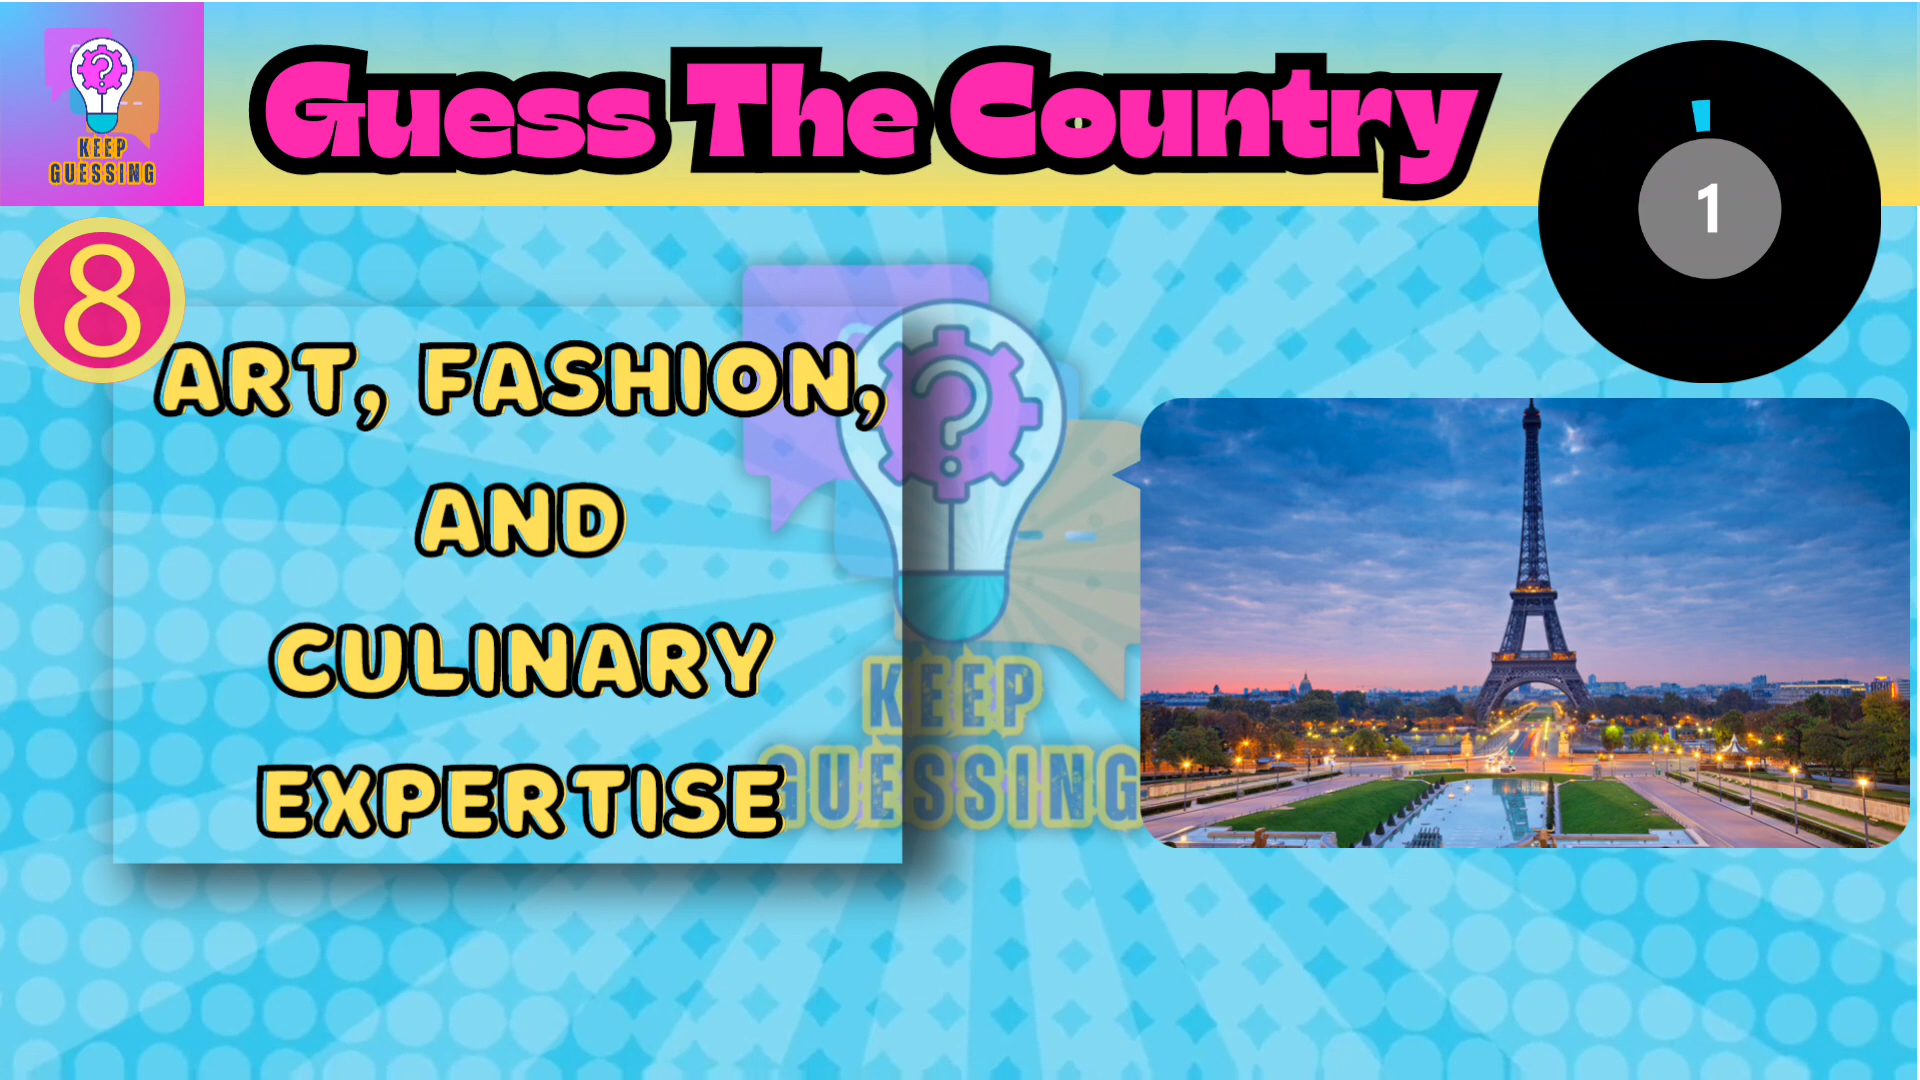 KEEP
GUESSING
Guess The Country
1
8
ART, FASHION,
AND
CULINARY
EXPERTISE
KEEP
GUESSING